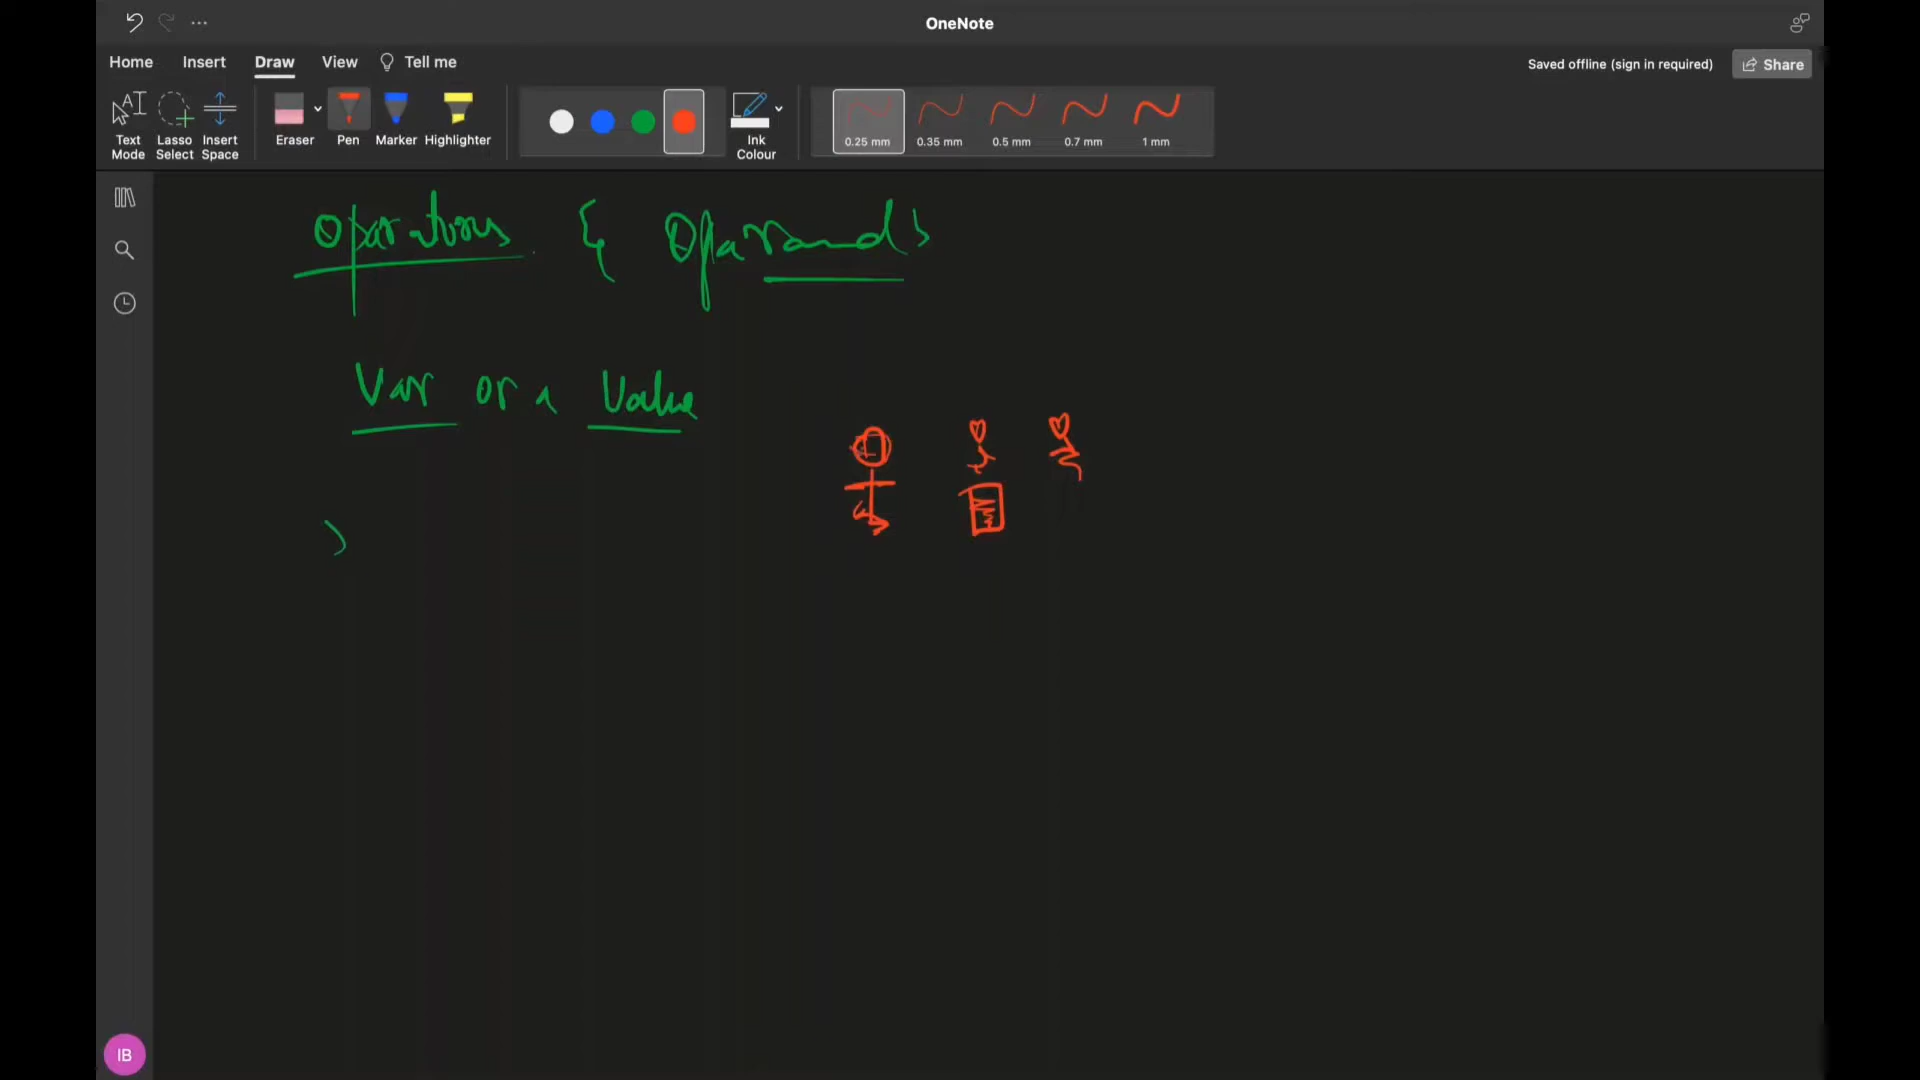 OneNote
Home Insert Draw View Tell me
Saved offline (sign in required) Share
Text Mode Lasso Select Insert Space Eraser Pen Marker Highlighter Ink Colour 0.25 mm 0.35 mm 0.5 mm 0.7 mm 1 mm
Operations & Operands
Var or a Value
IB